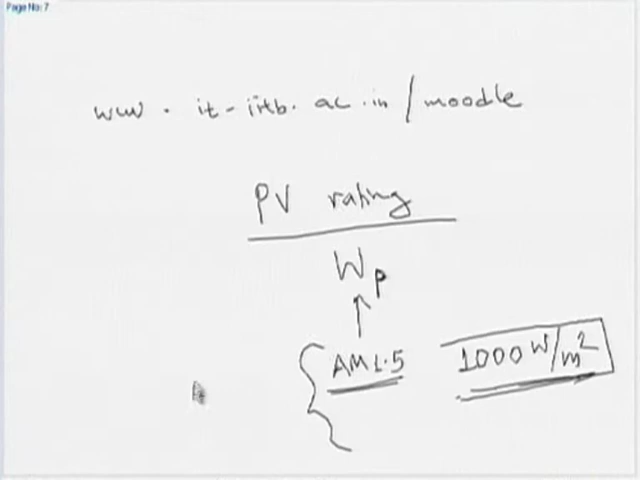 Page No: 7
www. it-iitb.ac.in/moodle
PV rating
Wp
AM1.5 1000 W/m²